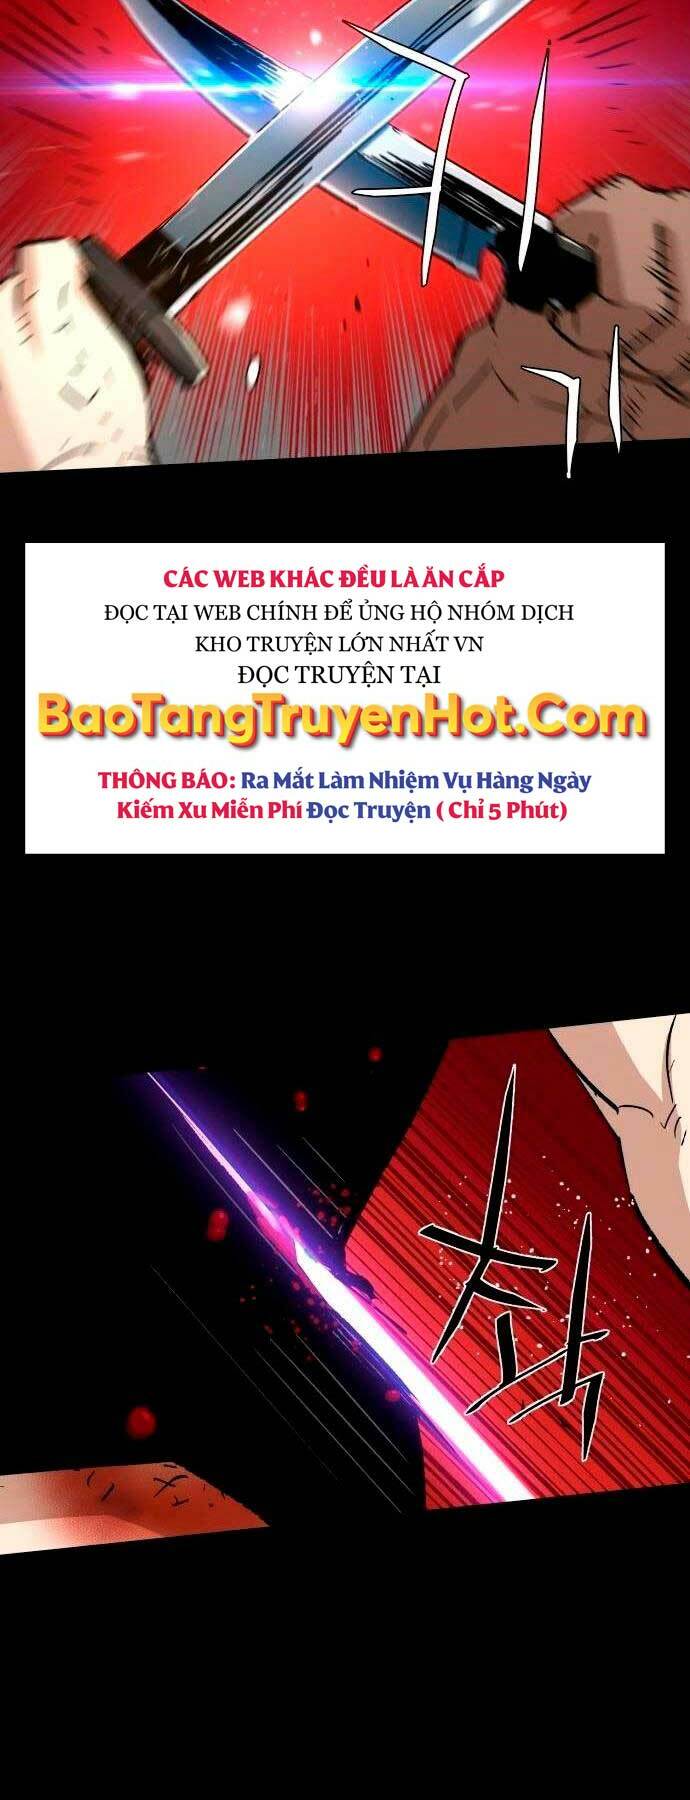 키기
CÁC WEB KHÁC ĐỀU LÀ ĂN CẮP
ĐỌC TẠI WEB CHÍNH ĐỂ ỦNG HỘ NHÓM DỊCH
KHO TRUYỆN LỚN NHẤT VN
ĐỌC TRUYỆN TẠI
BaoTangTruyenHot.Com
THÔNG BÁO: Ra Mắt Làm Nhiệm Vụ Hàng Ngày
Kiếm Xu Miễn Phí Đọc Truyện ( Chỉ 5 Phút)
촤악